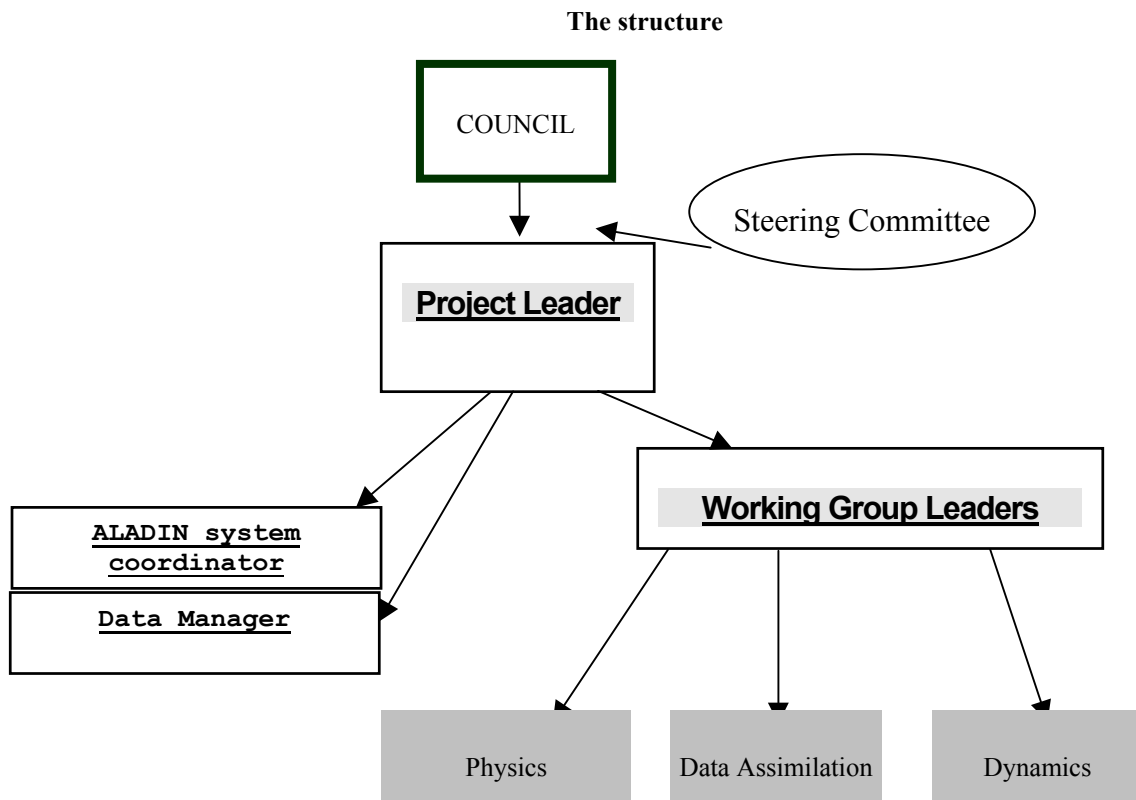 The structure
COUNCIL
Steering Committee
Project Leader
Working Group Leaders
ALADIN system
coordinator
Data Manager
Physics
Data Assimilation
Dynamics